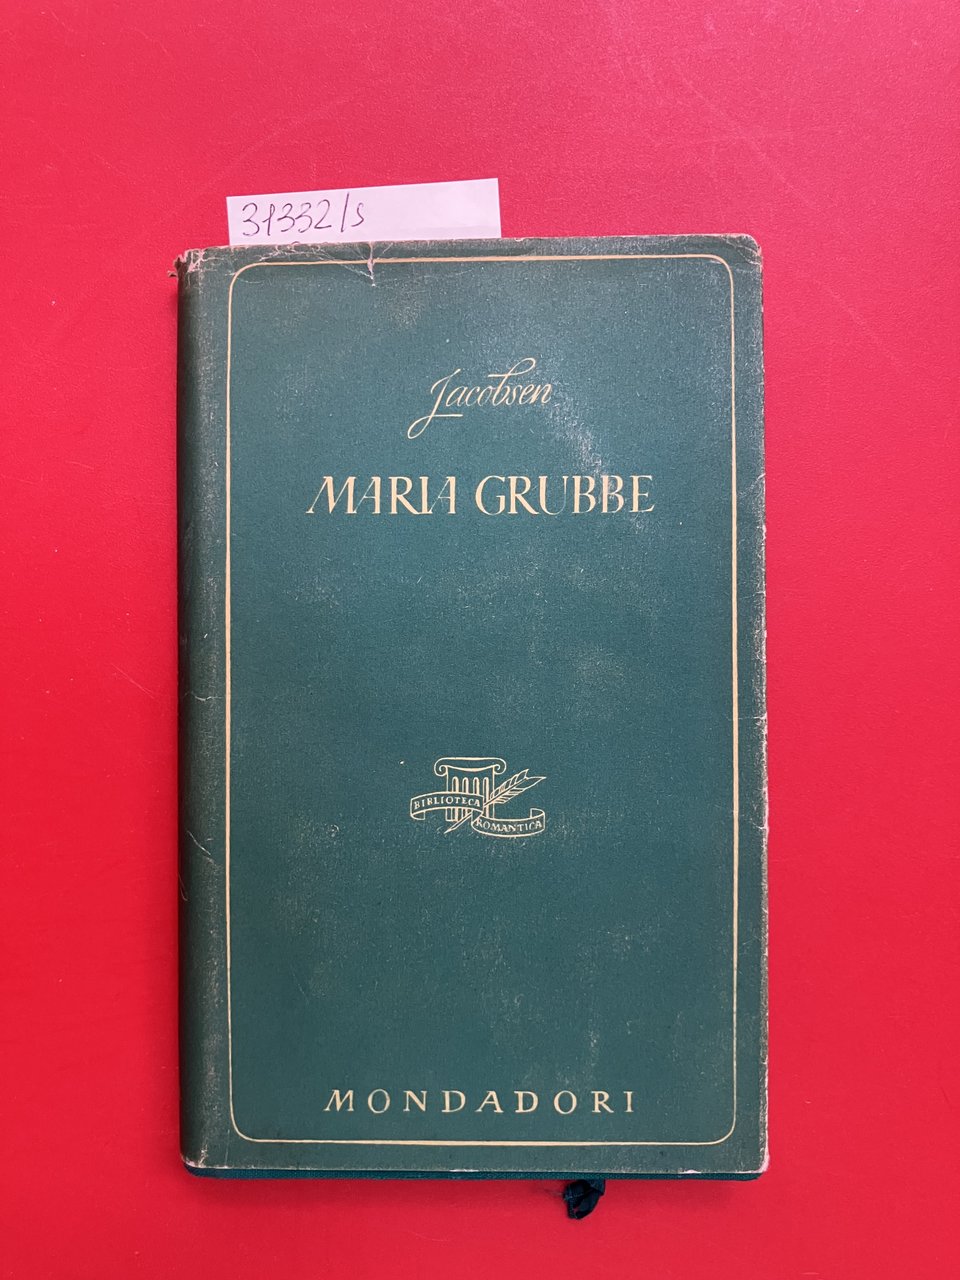 31332/s
Jacobsen
MARIA GRUBBE
BIBLIOTECA
ROMANTICA
MONDADORI